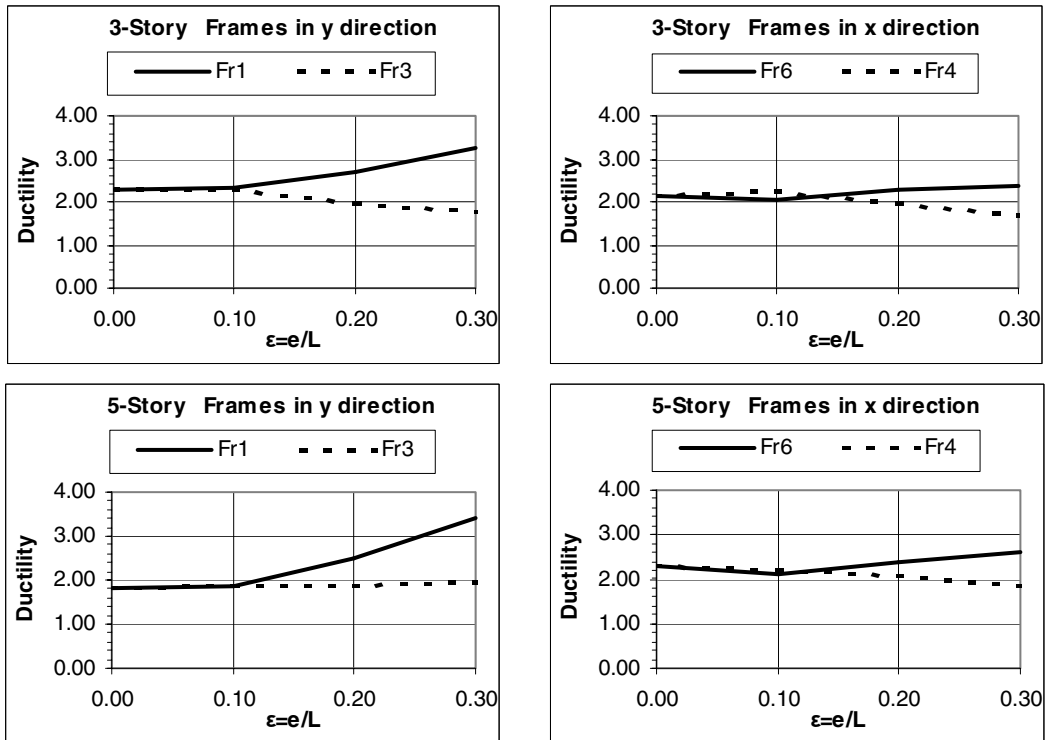 3-Story Frames in y direction
Fr1 Fr3
4.00
3.00
2.00
1.00
0.00
Ductility
0.00 0.10 0.20 0.30
ε=e/L
3-Story Frames in x direction
Fr6 Fr4
4.00
3.00
2.00
1.00
0.00
Ductility
0.00 0.10 0.20 0.30
ε=e/L
5-Story Frames in y direction
Fr1 Fr3
4.00
3.00
2.00
1.00
0.00
Ductility
0.00 0.10 0.20 0.30
ε=e/L
5-Story Frames in x direction
Fr6 Fr4
4.00
3.00
2.00
1.00
0.00
Ductility
0.00 0.10 0.20 0.30
ε=e/L